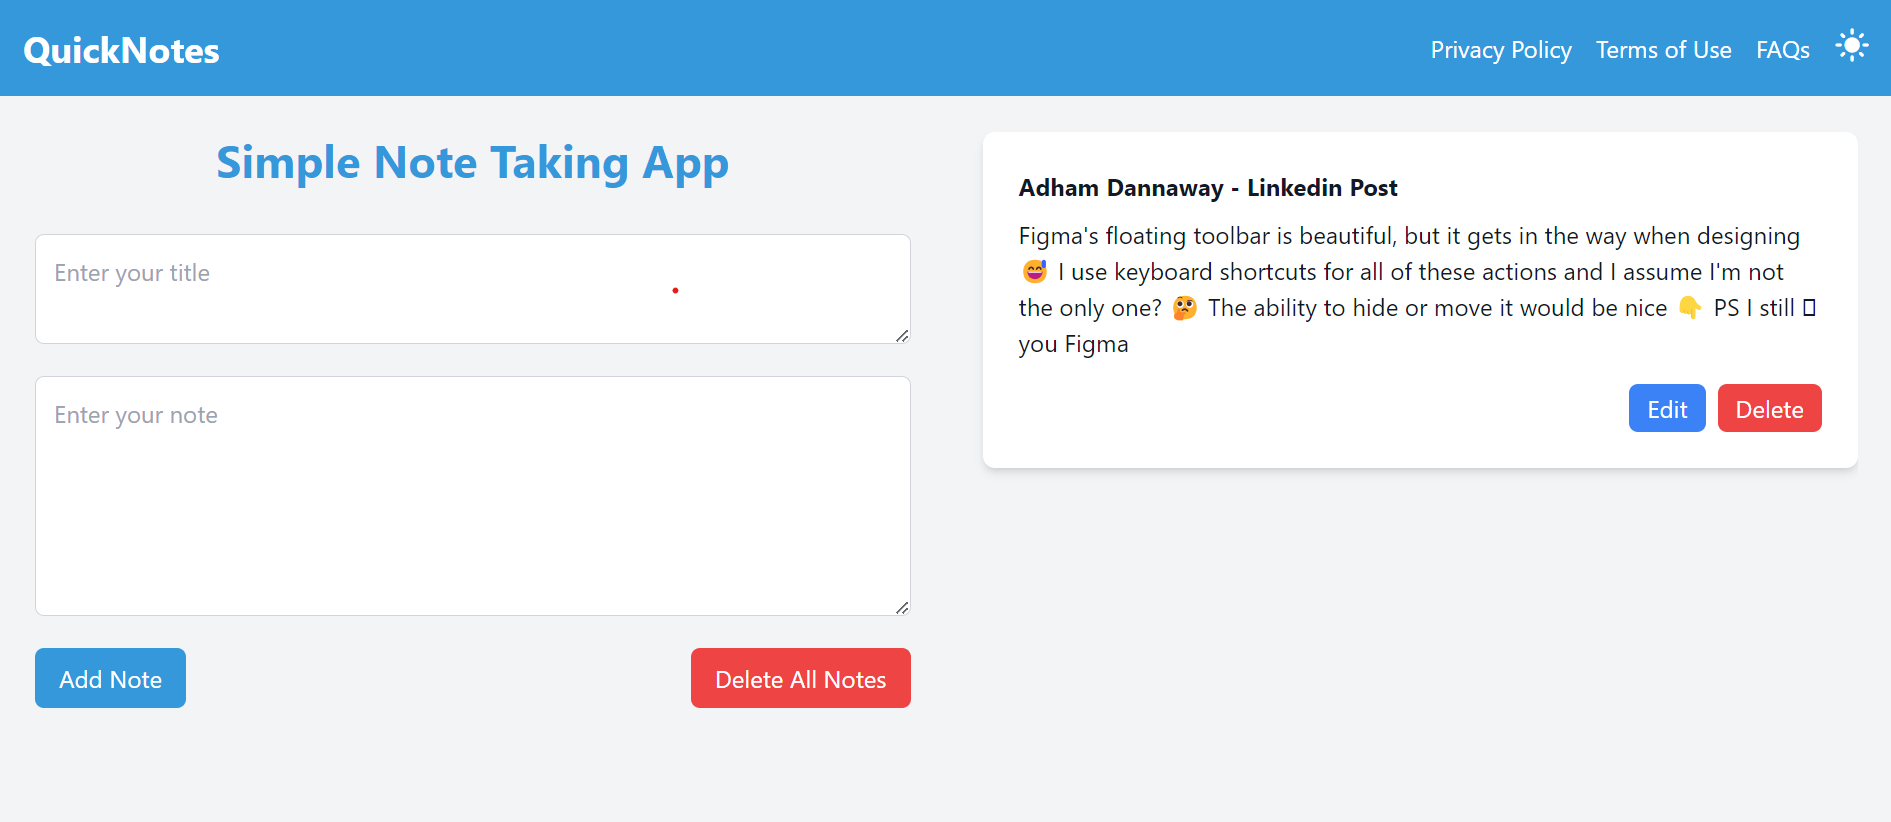 QuickNotes
Privacy Policy
Terms of Use
FAQs
Simple Note Taking App
Enter your title
Enter your note
Add Note
Delete All Notes
Adham Dannaway - Linkedin Post
Figma's floating toolbar is beautiful, but it gets in the way when designing
😅 I use keyboard shortcuts for all of these actions and I assume I'm not
the only one? 🤔 The ability to hide or move it would be nice 👇 PS I still 
you Figma
Edit
Delete